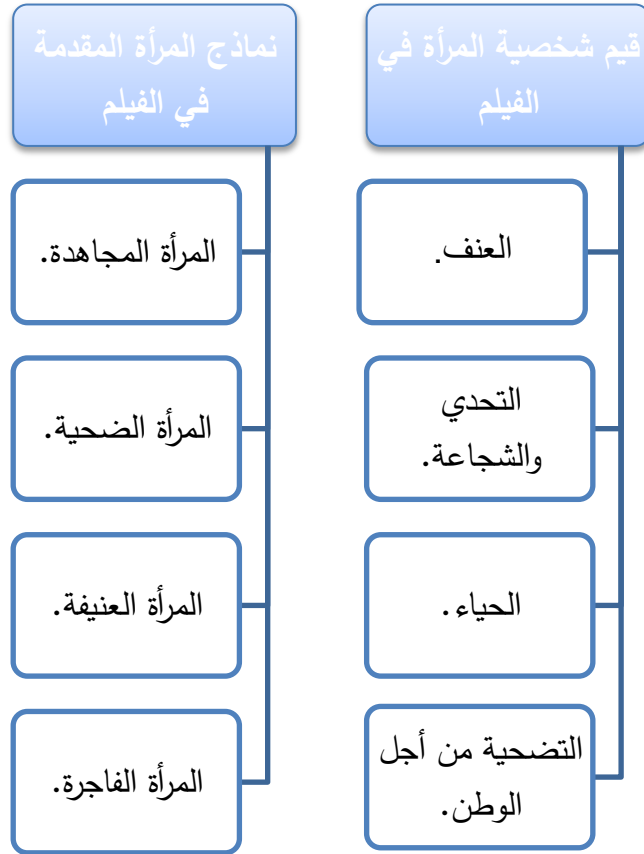 قيم شخصية المرأة في
الفيلم
العنف.
التحدي
والشجاعة.
الحياء.
التضحية من أجل
الوطن.
نماذج المرأة المقدمة
في الفيلم
المرأة المجاهدة.
المرأة الضحية.
المرأة العنيفة.
المرأة الفاجرة.